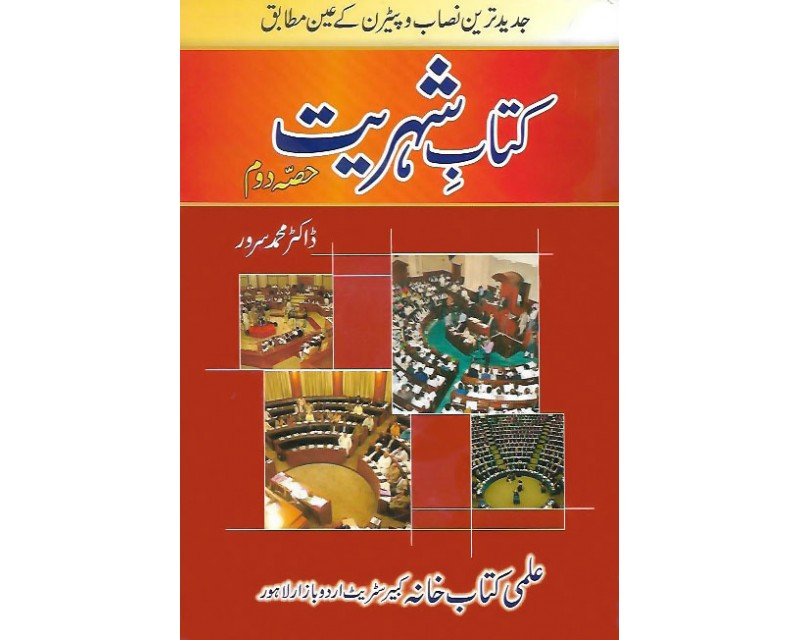 جدید ترین نصاب و پیٹرن کے عین مطابق
کتابِ شہریت
حصّہ دوم
ڈاکٹر محمد سرور
علمی کتاب خانہ کبیر سٹریٹ اردو بازار لاہور